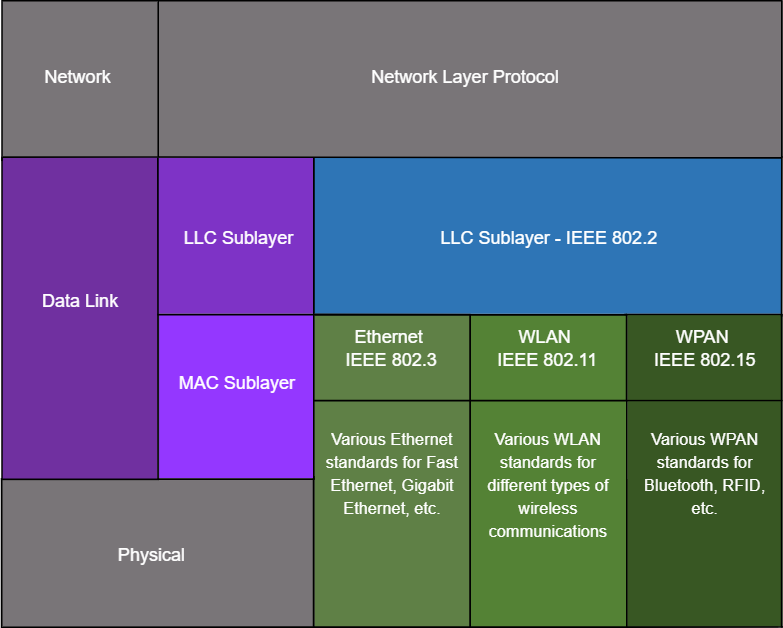 Network
Network Layer Protocol
Data Link
LLC Sublayer
LLC Sublayer - IEEE 802.2
MAC Sublayer
Ethernet
IEEE 802.3
WLAN
IEEE 802.11
WPAN
IEEE 802.15
Various Ethernet
standards for Fast
Ethernet, Gigabit
Ethernet, etc.
Various WLAN
standards for
different types of
wireless
communications
Various WPAN
standards for
Bluetooth, RFID,
etc.
Physical